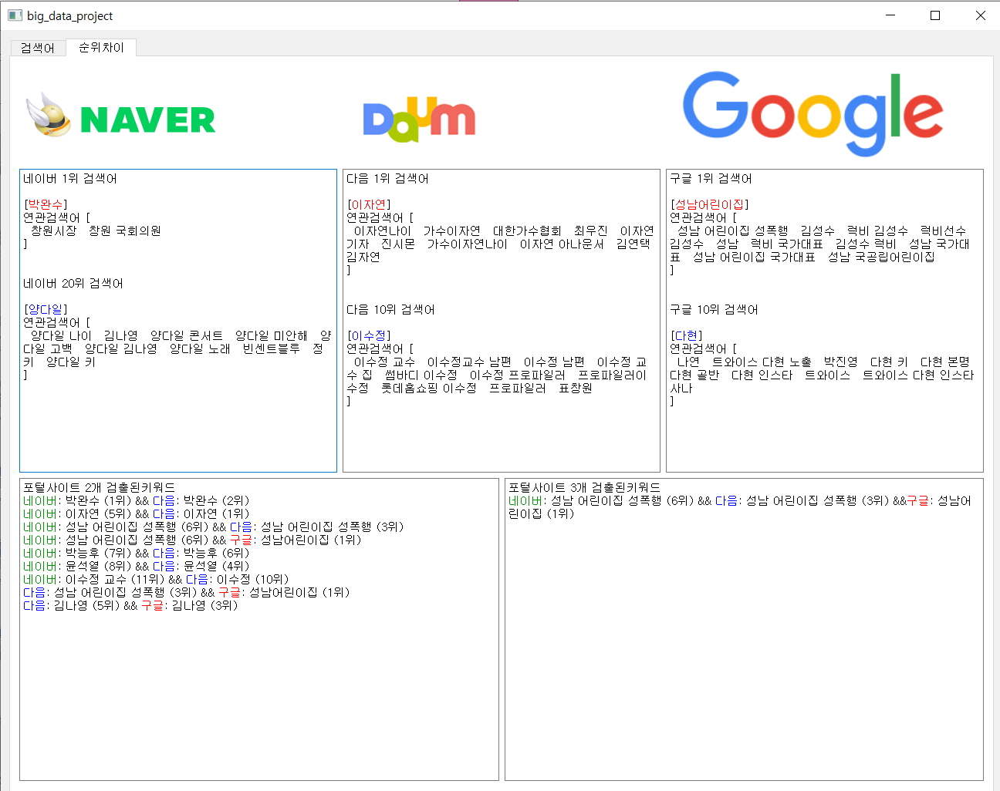 big_data_project
검색어
순위차이
NAVER
Daum
Google
네이버 1위 검색어
[박완수]
연관검색어 [
창원시장 창원 국회의원
]
네이버 20위 검색어
[양다일]
연관검색어 [
양다일 나이 김나영 양다일 콘서트 양다일 미안해 양
다일 고백 양다일 김나영 양다일 노래 빈센트블루 정
키 양다일 키
]
다음 1위 검색어
[이자연]
연관검색어 [
이자연나이 가수이자연 대한가수협회 최우진 이자연
기자 진시몬 가수이자연나이 이자연 아나운서 김연택
김자연
]
다음 10위 검색어
[이수정]
연관검색어 [
이수정 교수 이수정교수 남편 이수정 남편 이수정 교
수 집 썸바디 이수정 이수정 프로파일러 프로파일러이
수정 롯데홈쇼핑 이수정 프로파일러 표창원
]
구글 1위 검색어
[성남어린이집]
연관검색어 [
성남 어린이집 성폭행 김성수 럭비 김성수 럭비선수
김성수 성남 럭비 국가대표 김성수 럭비 성남 국가대
표 성남 어린이집 국가대표 성남 국공립어린이집
]
구글 10위 검색어
[다현]
연관검색어 [
나연 트와이스 다현 노출 박진영 다현 키 다현 본명
다현 골반 다현 인스타 트와이스 트와이스 다현 인스타
사나
]
포털사이트 2개 검출된키워드
네이버: 박완수 (1위) && 다음: 박완수 (2위)
네이버: 이자연 (5위) && 다음: 이자연 (1위)
네이버: 성남 어린이집 성폭행 (6위) && 다음: 성남 어린이집 성폭행 (3위)
네이버: 성남 어린이집 성폭행 (6위) && 구글: 성남어린이집 (1위)
네이버: 박능후 (7위) && 다음: 박능후 (6위)
네이버: 윤석열 (8위) && 다음: 윤석열 (4위)
네이버: 이수정 교수 (11위) && 다음: 이수정 (10위)
다음: 성남 어린이집 성폭행 (3위) && 구글: 성남어린이집 (1위)
다음: 김나영 (5위) && 구글: 김나영 (3위)
포털사이트 3개 검출된키워드
네이버: 성남 어린이집 성폭행 (6위) && 다음: 성남 어린이집 성폭행 (3위) &&구글: 성남어
린이집 (1위)